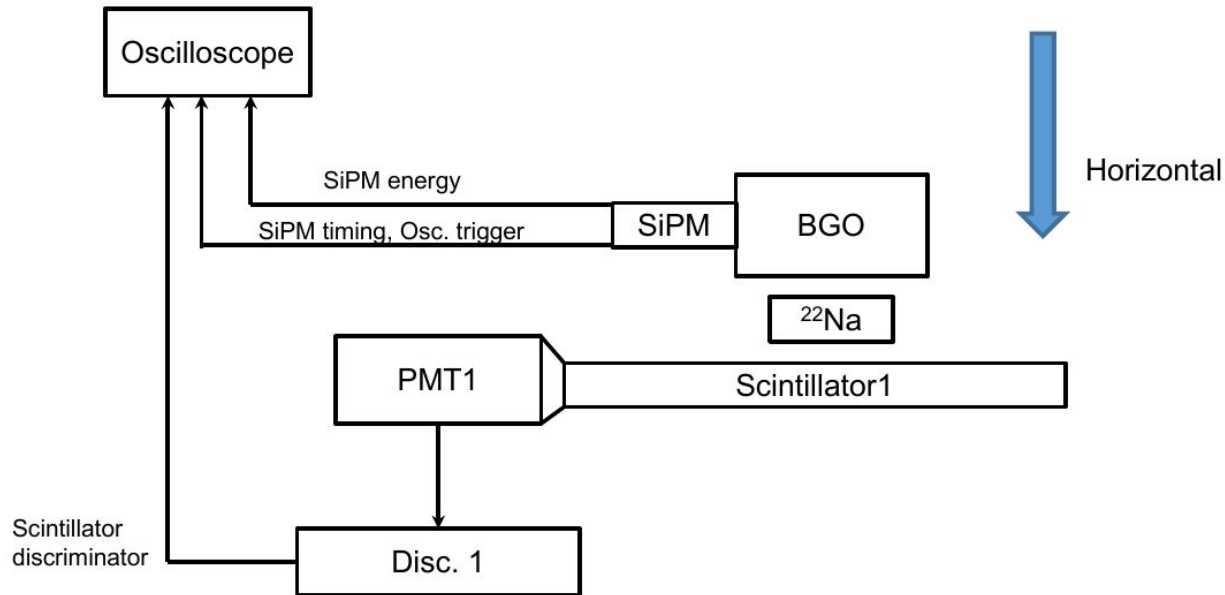 Oscilloscope
Horizontal
SiPM energy
SiPM timing, Osc. trigger
SiPM
BGO
²²Na
PMT1
Scintillator1
Scintillator
discriminator
Disc. 1